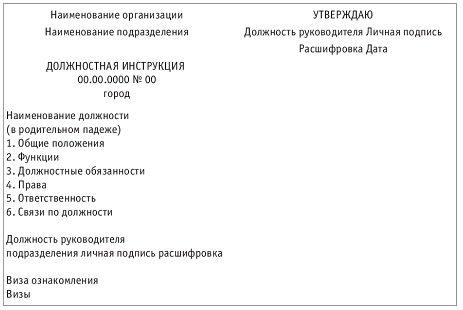 Наименование организации
УТВЕРЖДАЮ
Наименование подразделения
Должность руководителя Личная подпись
Расшифровка Дата
ДОЛЖНОСТНАЯ ИНСТРУКЦИЯ
00.00.0000 № 00
город
Наименование должности
(в родительном падеже)
1. Общие положения
2. Функции
3. Должностные обязанности
4. Права
5. Ответственность
6. Связи по должности
Должность руководителя
подразделения личная подпись расшифровка
Виза ознакомления
Визы